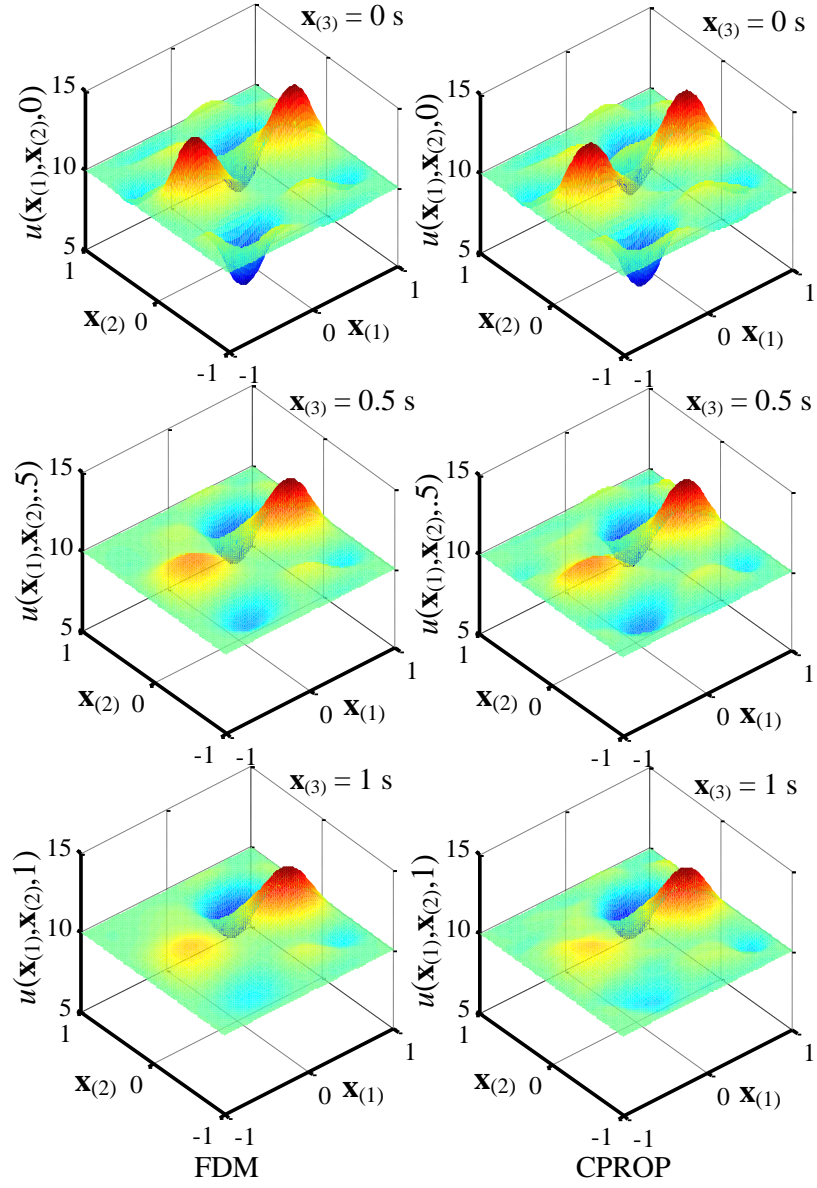 x(3) = 0 s
x(3) = 0 s
u(x(1),x(2),0)
15
10
5
1
x(2)
0
-1
-1
0
x(1)
1
u(x(1),x(2),0)
15
10
5
1
x(2)
0
-1
-1
0
x(1)
1
x(3) = 0.5 s
x(3) = 0.5 s
u(x(1),x(2),.5)
15
10
5
1
x(2)
0
-1
-1
0
x(1)
1
u(x(1),x(2),.5)
15
10
5
1
x(2)
0
-1
-1
0
x(1)
1
x(3) = 1 s
x(3) = 1 s
u(x(1),x(2),1)
15
10
5
1
x(2)
0
-1
-1
0
x(1)
1
u(x(1),x(2),1)
15
10
5
1
x(2)
0
-1
-1
0
x(1)
1
FDM
CPROP